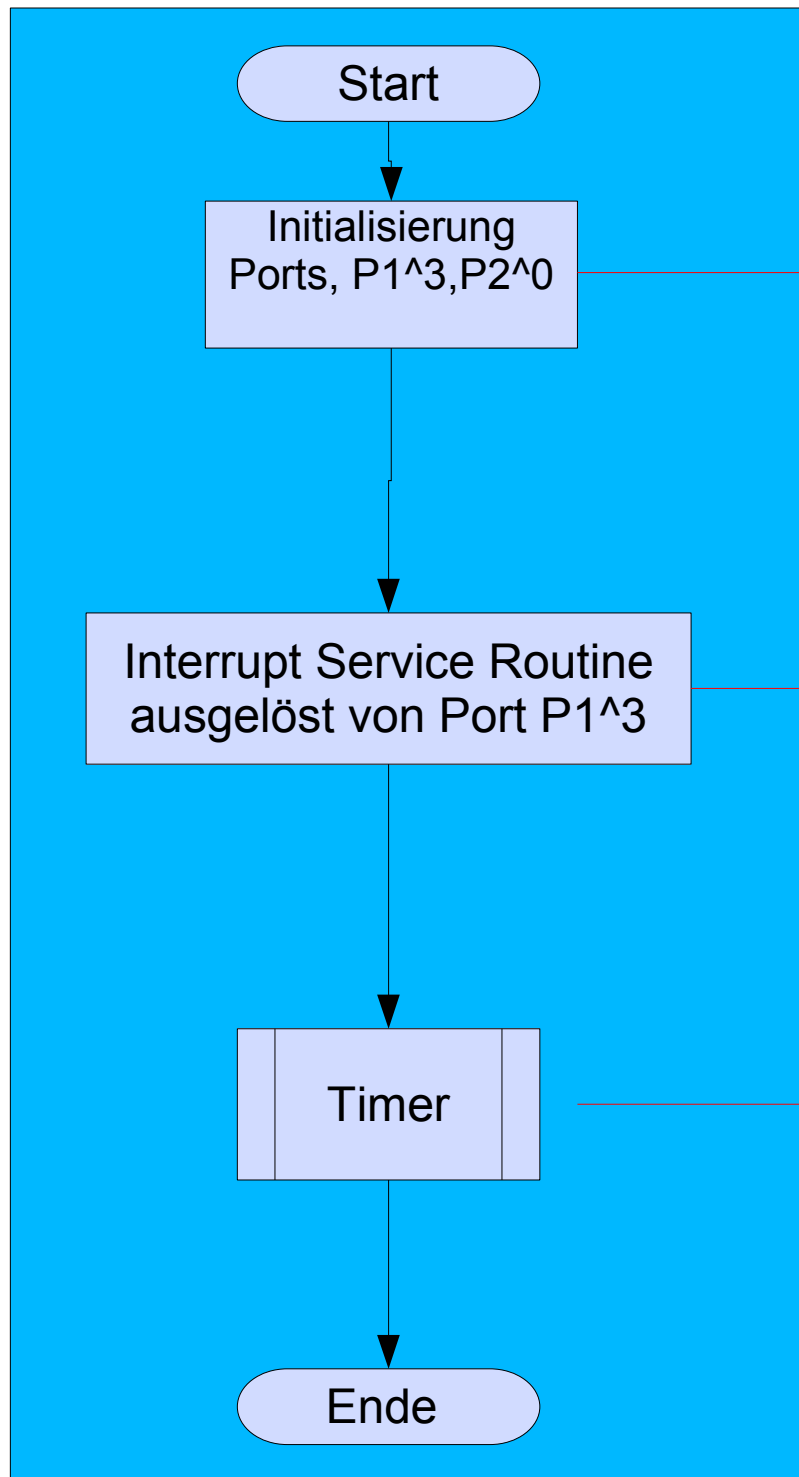 Start
Initialisierung
Ports, P1^3,P2^0
Interrupt Service Routine
ausgelöst von Port P1^3
Timer
Ende